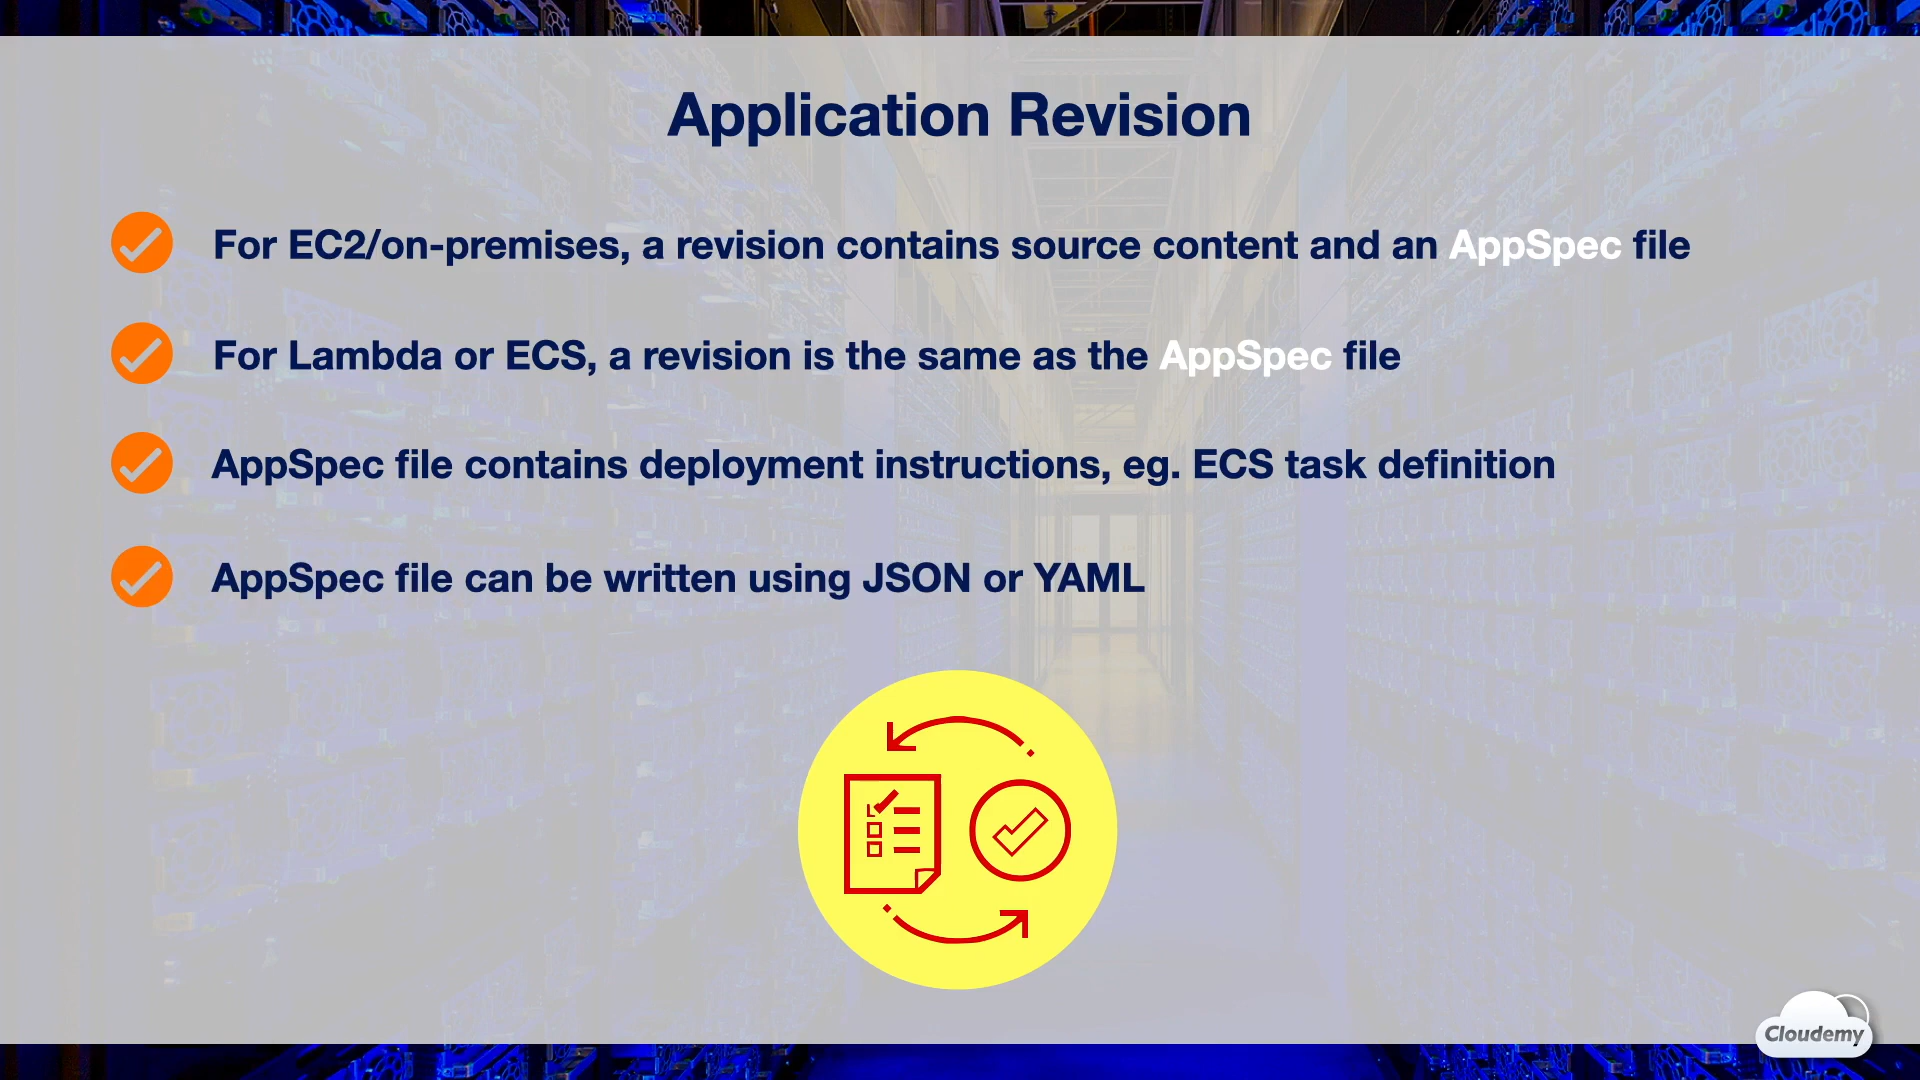 Application Revision
For EC2/on-premises, a revision contains source content and an AppSpec file
For Lambda or ECS, a revision is the same as the AppSpec file
AppSpec file contains deployment instructions, eg. ECS task definition
AppSpec file can be written using JSON or YAML
Cloudemy